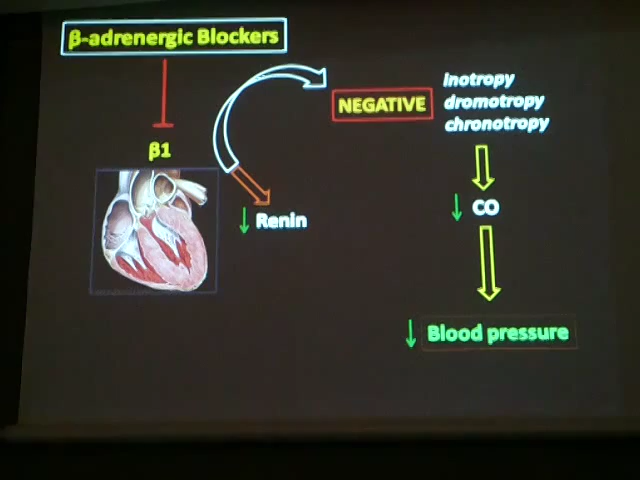 β-adrenergic Blockers
NEGATIVE
Inotropy
dromotropy
chronotropy
β1
↓ Renin
↓ CO
↓ Blood pressure